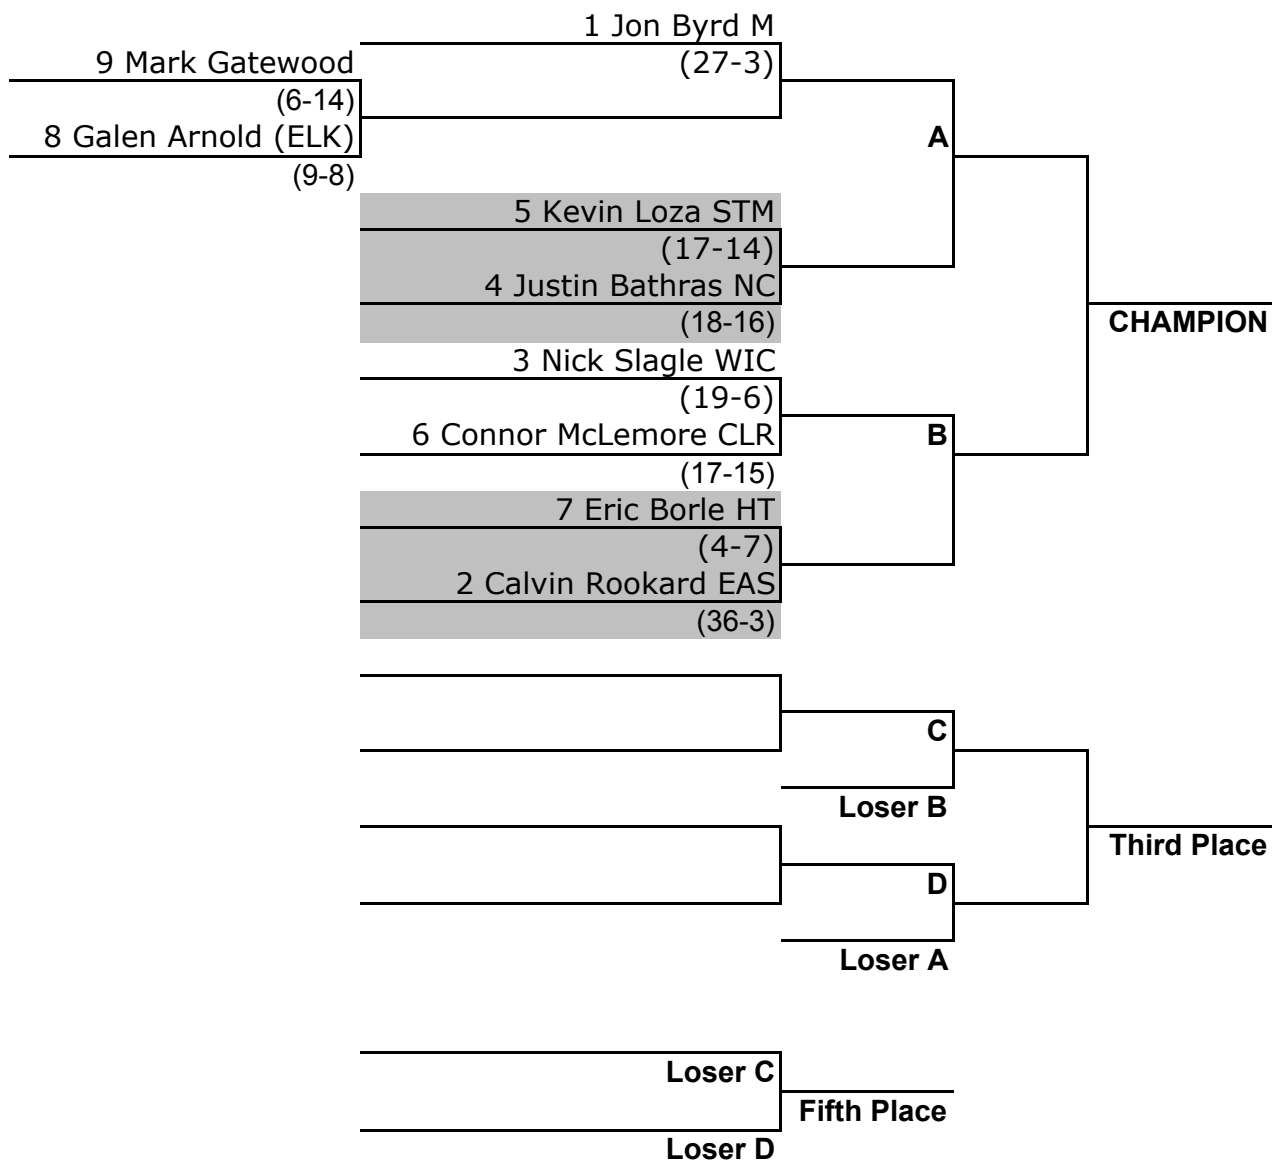 1 Jon Byrd M
9 Mark Gatewood
(27-3)
(6-14)
8 Galen Arnold (ELK)
A
(9-8)
5 Kevin Loza STM
(17-14)
4 Justin Bathras NC
(18-16)
CHAMPION
3 Nick Slagle WIC
(19-6)
6 Connor McLemore CLR
B
(17-15)
7 Eric Borle HT
(4-7)
2 Calvin Rookard EAS
(36-3)
C
Loser B
Third Place
D
Loser A
Loser C
Fifth Place
Loser D